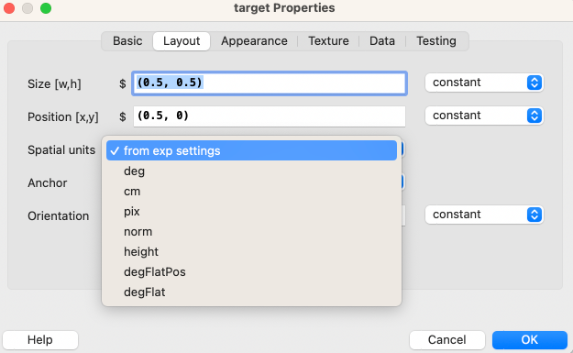 target Properties
Basic Layout Appearance Texture Data Testing
Size [w,h] $ (0.5, 0.5) constant
Position [x,y] $ (0.5, 0) constant
Spatial units ✓ from exp settings
deg
Anchor
cm
pix
Orientation constant
norm
height
degFlatPos
degFlat
Help Cancel OK